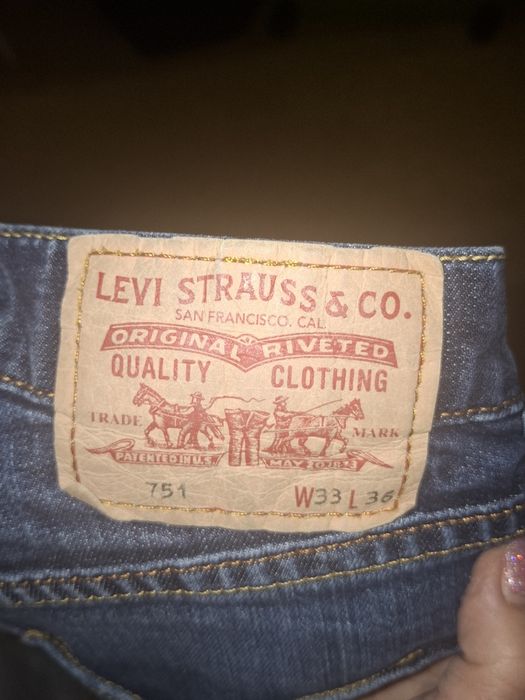 LEVI STRAUSS & CO.
SAN FRANCISCO. CAL.
ORIGINAL RIVETED
QUALITY CLOTHING
TRADE MARK
PATENTED IN U.S. MAY 20 1873
751 W33 L 36